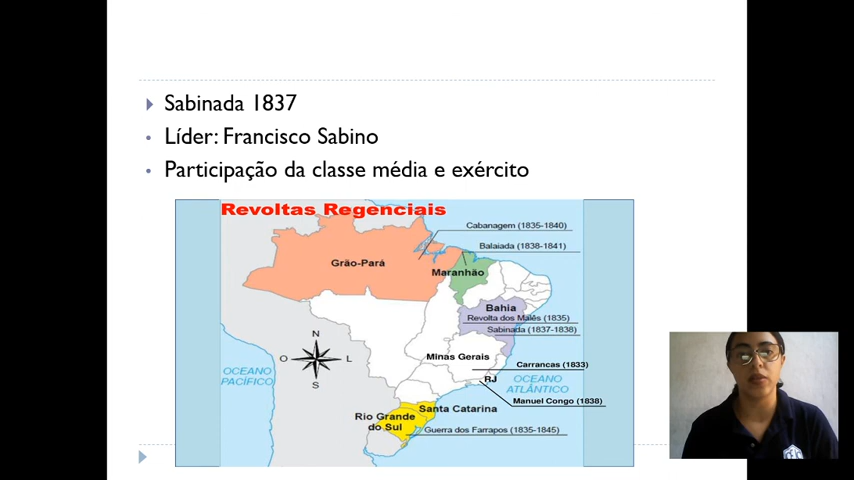 Sabinada 1837
Líder: Francisco Sabino
Participação da classe média e exército
Revoltas Regenciais
Cabanagem (1835-1840)
Balaiada (1838-1841)
Grão-Pará
Maranhão
Bahia
Revolta dos Malês (1835)
Sabinada (1837-1838)
N
O
L
S
Minas Gerais
Carrancas (1833)
OCEANO
PACÍFICO
RJ
OCEANO
ATLÂNTICO
Manuel Congo (1838)
Santa Catarina
Rio Grande
do Sul
Guerra dos Farrapos (1835-1845)